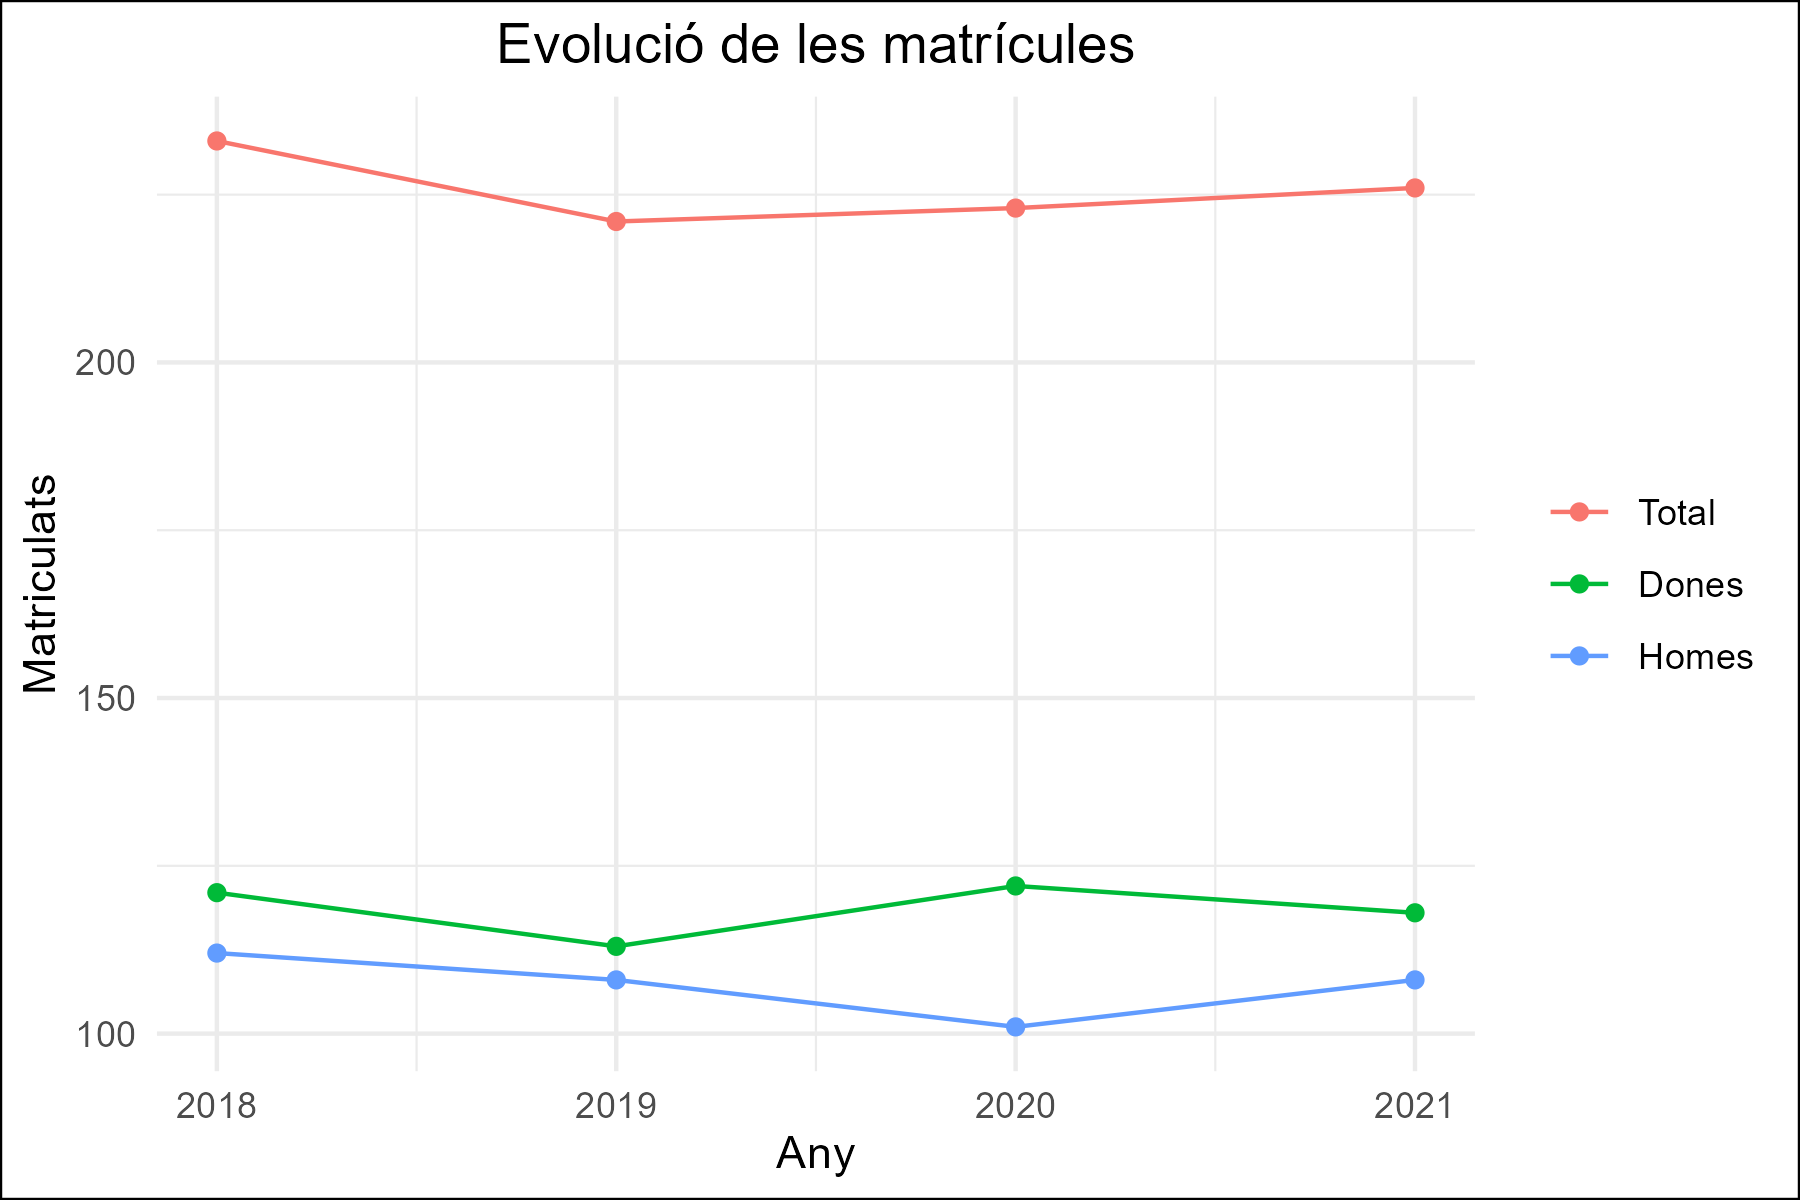 Evolució de les matrícules
Matriculats
200
150
100
2018
2019
2020
2021
Any
Total
Dones
Homes